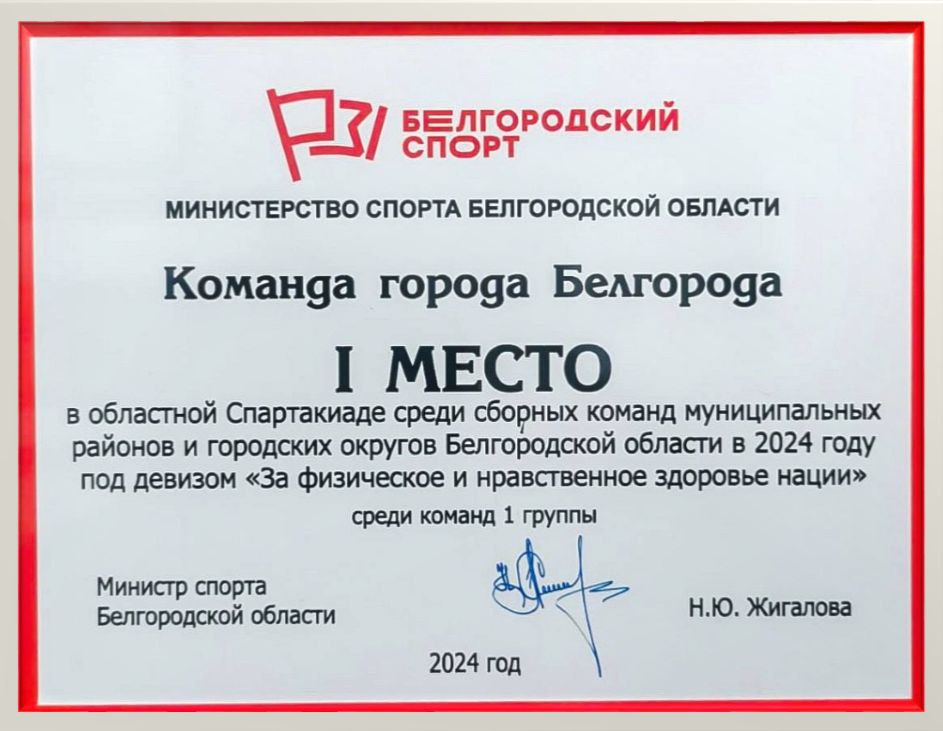 БЕЛГОРОДСКИЙ
СПОРТ
МИНИСТЕРСТВО СПОРТА БЕЛГОРОДСКОЙ ОБЛАСТИ
Команда города Белгорода
I МЕСТО
в областной Спартакиаде среди сборных команд муниципальных
районов и городских округов Белгородской области в 2024 году
под девизом «За физическое и нравственное здоровье нации»
среди команд 1 группы
Министр спорта
Белгородской области
Н.Ю. Жигалова
2024 год